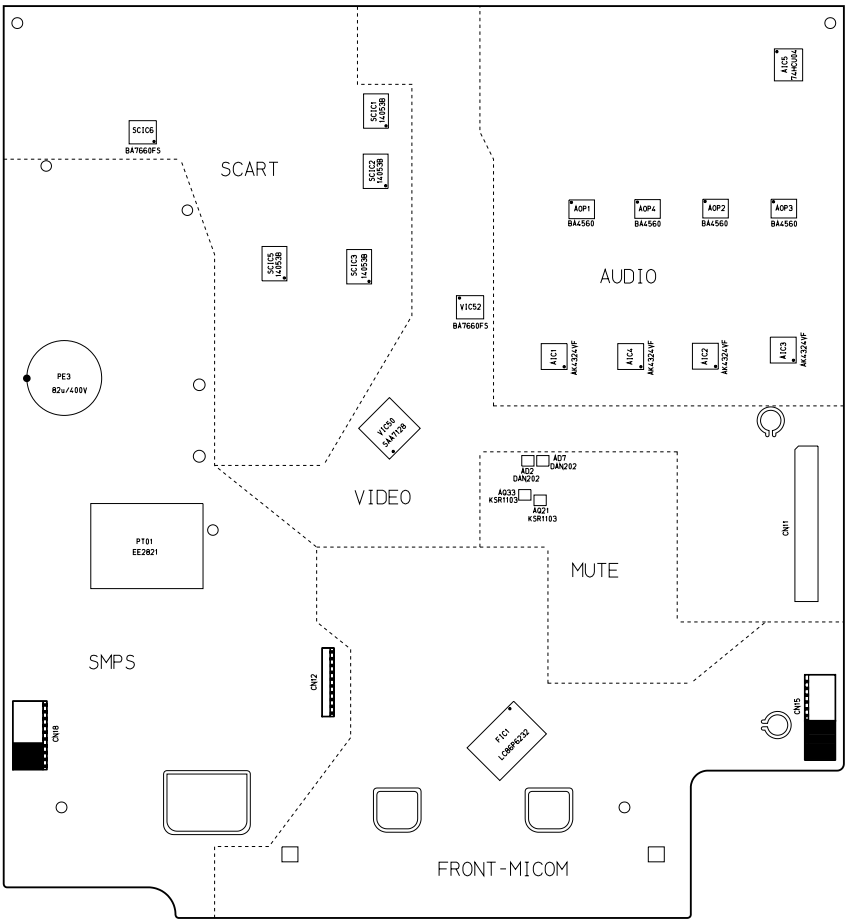 AIC5
74HCU04
SCIC1
14053B
SCIC6
BA7660FS
SCIC2
14053B
SCART
AOP1
BA4560
AOP4
BA4560
AOP2
BA4560
AOP3
BA4560
SCIC5
14053B
SCIC3
14053B
AUDIO
VIC52
BA7660FS
AIC1
AK4324VF
AIC4
AK4324VF
AIC2
AK4324VF
AIC3
AK4324VF
PE3
82u/400V
VIC50
SAA7128
AD2
DAN202
AD7
DAN202
VIDEO
AQ33
KSR1103
AQ21
KSR1103
CN11
PT01
EE2821
MUTE
SMPS
CN12
CN18
CN15
FIC1
LC86P6232
FRONT-MICOM